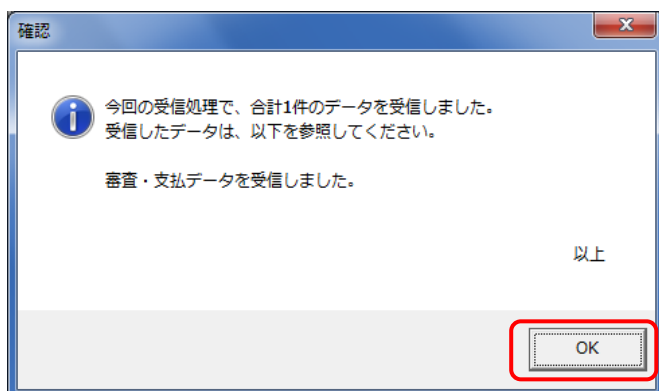 確認
今回の受信処理で、合計1件のデータを受信しました。
受信したデータは、以下を参照してください。
審査・支払データを受信しました。
以上
OK